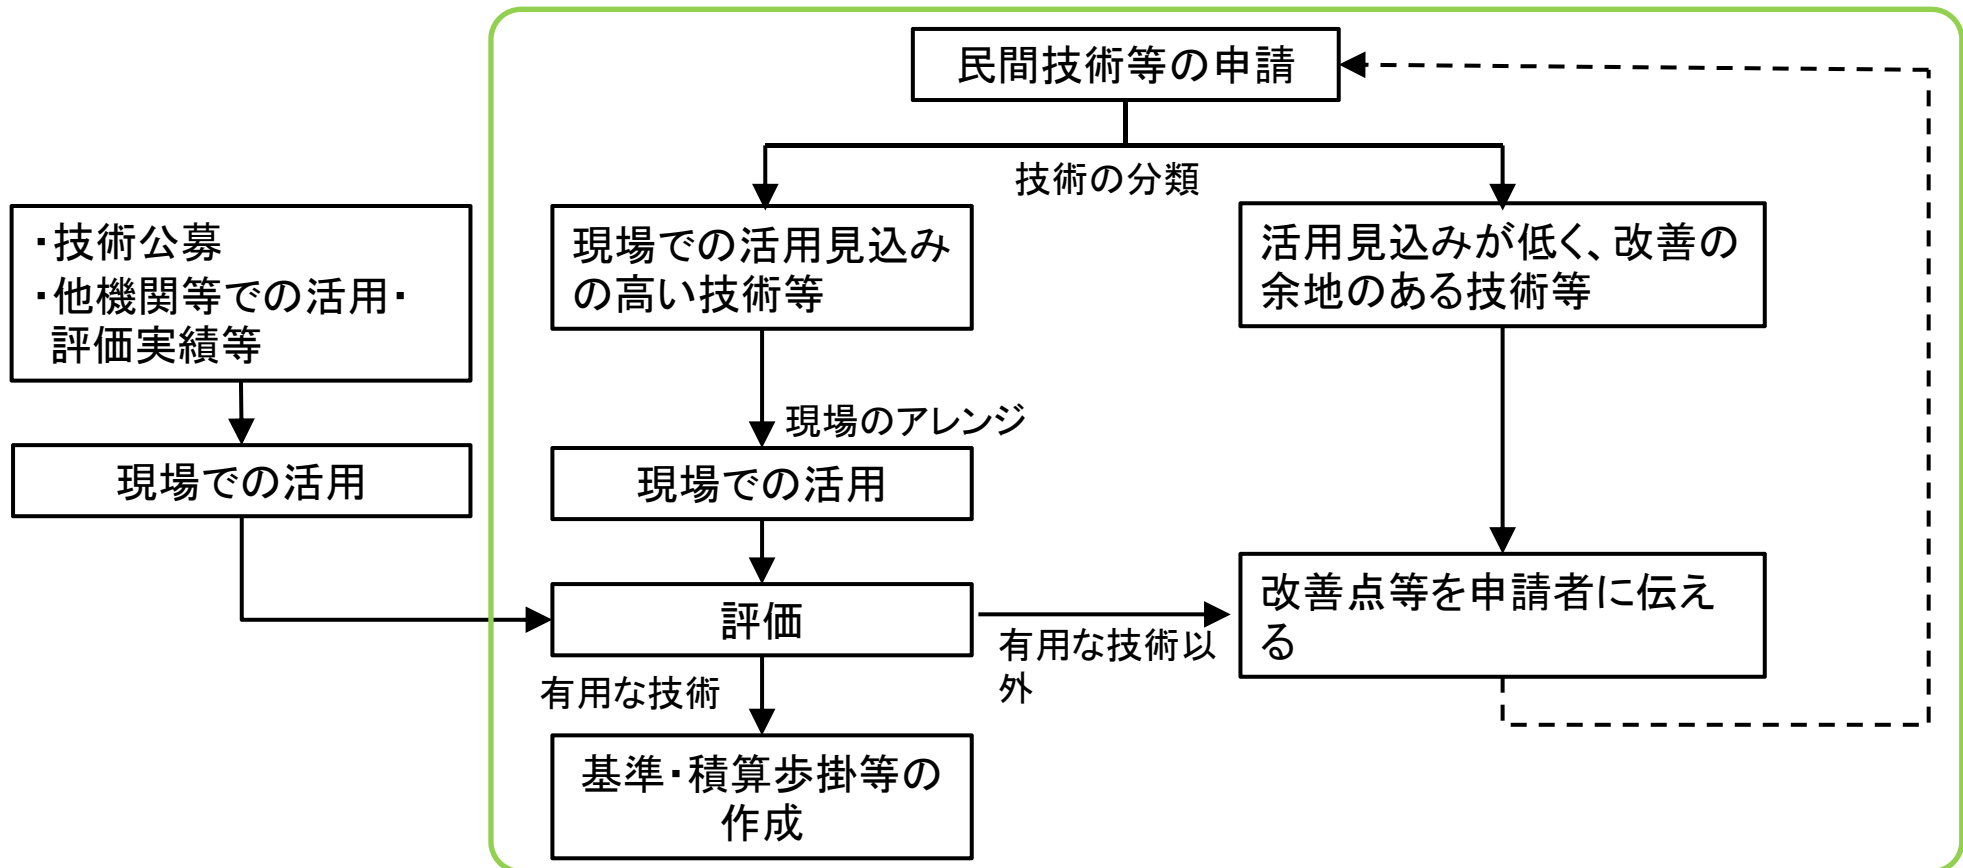 民間技術等の申請
技術の分類
・技術公募
・他機関等での活用・
評価実績等
現場での活用見込み
の高い技術等
活用見込みが低く、改善の
余地のある技術等
現場のアレンジ
現場での活用
現場での活用
評価
有用な技術以
外
改善点等を申請者に伝え
る
有用な技術
基準・積算歩掛等の
作成